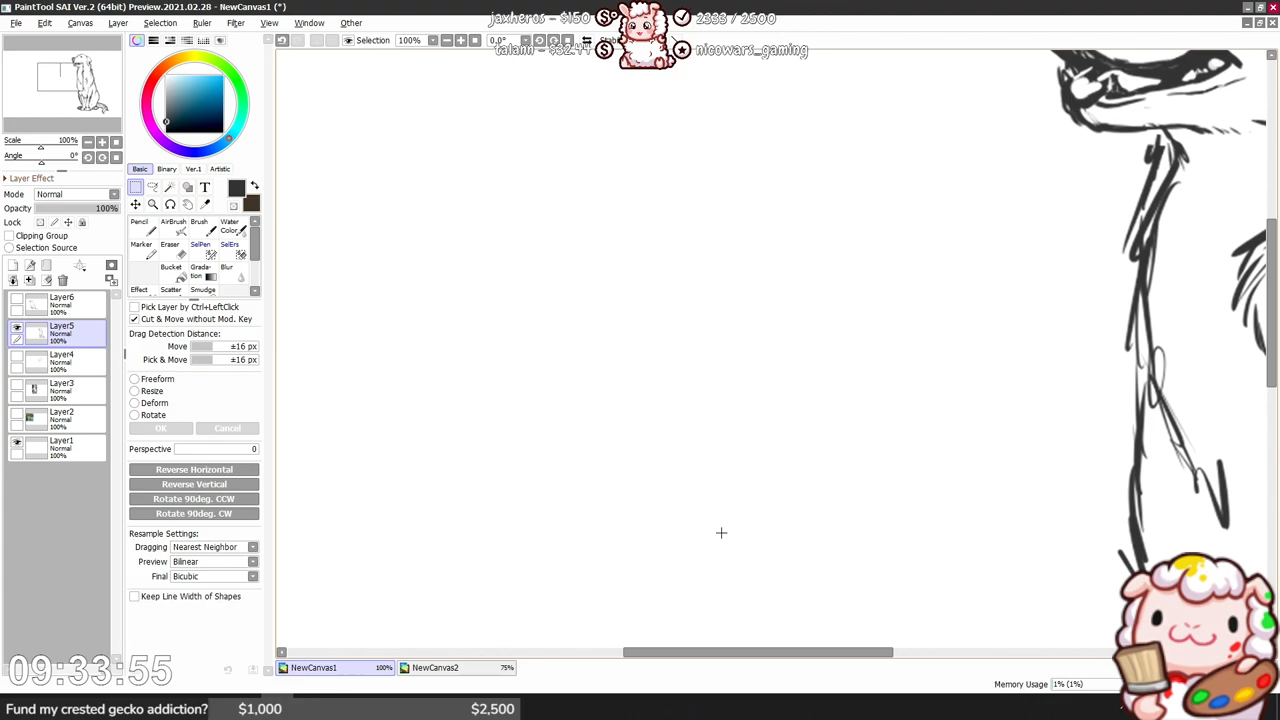 PaintTool SAI Ver.2 (64bit) Preview.2021.02.28 - NewCanvas1 (*)
File Edit Canvas Layer Selection Ruler Filter View Window Other
jaxheros – $150 2333 / 2500
nicowars_gaming
Selection 100% 0.0°
Scale 100%
Angle 0°
Layer Effect
Mode Normal
Opacity 100%
Lock
Clipping Group
Selection Source
Layer6
Normal
100%
Layer5
Normal
100%
Layer4
Normal
100%
Layer3
Normal
100%
Layer2
Normal
100%
Layer1
Normal
100%
Basic Binary Ver.1 Artistic
T
Pencil AirBrush Brush Water Color
Marker Eraser SelPen SelErs
Bucket Grada-tion Blur
Effect Scatter Smudge
Pick Layer by Ctrl+LeftClick
Cut & Move without Mod. Key
Drag Detection Distance:
Move ±16 px
Pick & Move ±16 px
Freeform
Resize
Deform
Rotate
OK Cancel
Perspective 0
Reverse Horizontal
Reverse Vertical
Rotate 90deg. CCW
Rotate 90deg. CW
Resample Settings:
Dragging Nearest Neighbor
Preview Bilinear
Final Bicubic
Keep Line Width of Shapes
NewCanvas1 100% NewCanvas2 75%
Memory Usage 1% (1%)
09:33:55
Fund my crested gecko addiction? $1,000 $2,500